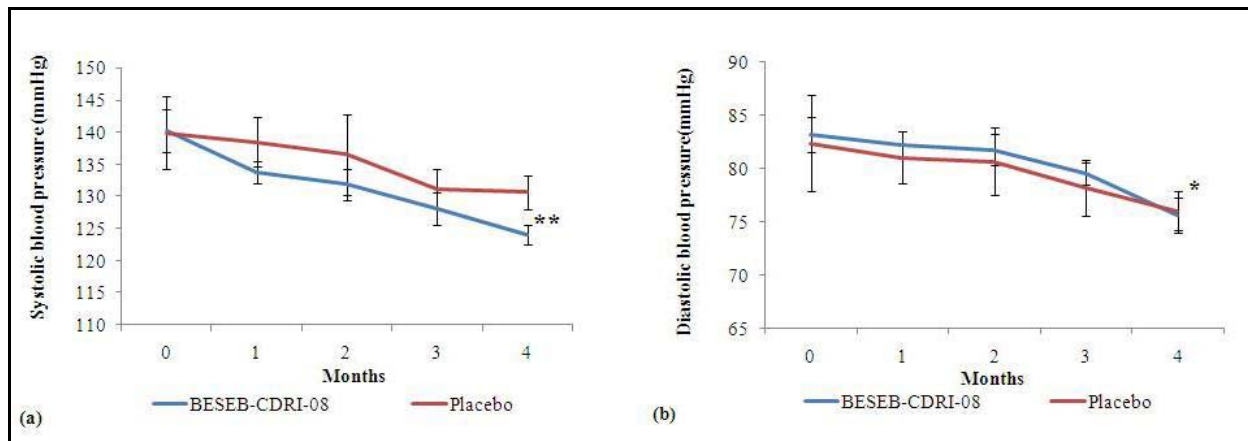 Systolic blood pressure(mmHg)
150
145
140
135
130
125
120
115
110
**
0 1 2 3 4
Months
BESEB-CDRI-08 Placebo
(a)
Diastolic blood pressure(mmHg)
90
85
80
75
70
65
*
0 1 2 3 4
Months
BESEB-CDRI-08 Placebo
(b)